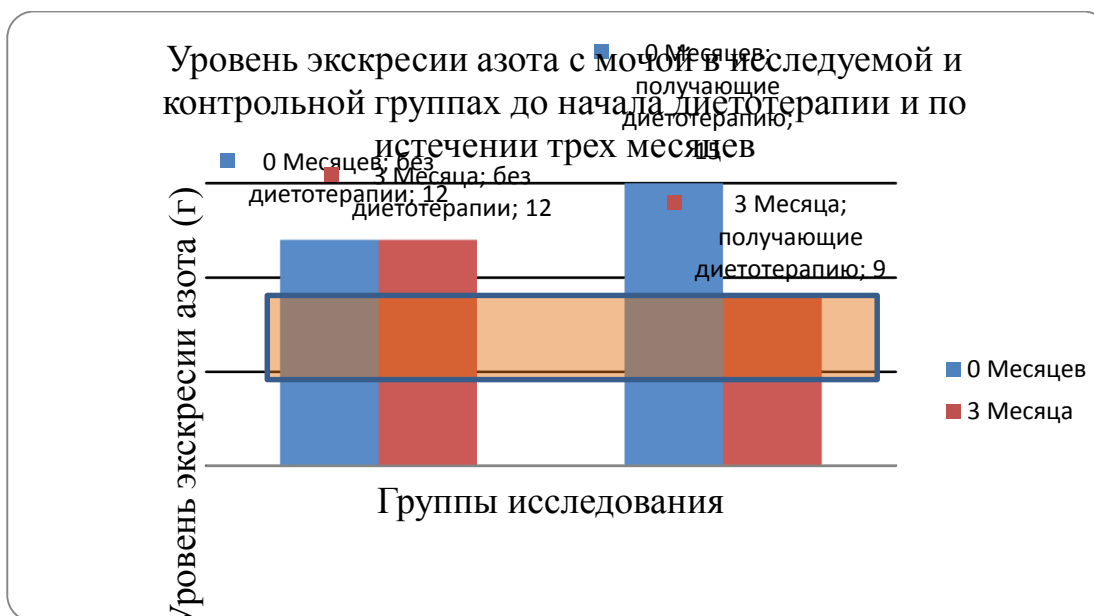 Уровень экскресии азота с мочой в исследуемой и
контрольной группах до начала диетотерапии и по
истечении трех месяцев
0 Месяцев; без
диетотерапии; 12
3 Месяца; без
диетотерапии; 12
0 Месяцев;
получающие
диетотерапию;
15
3 Месяца;
получающие
диетотерапию; 9
Уровень экскресии азота (г)
Группы исследования
0 Месяцев
3 Месяца